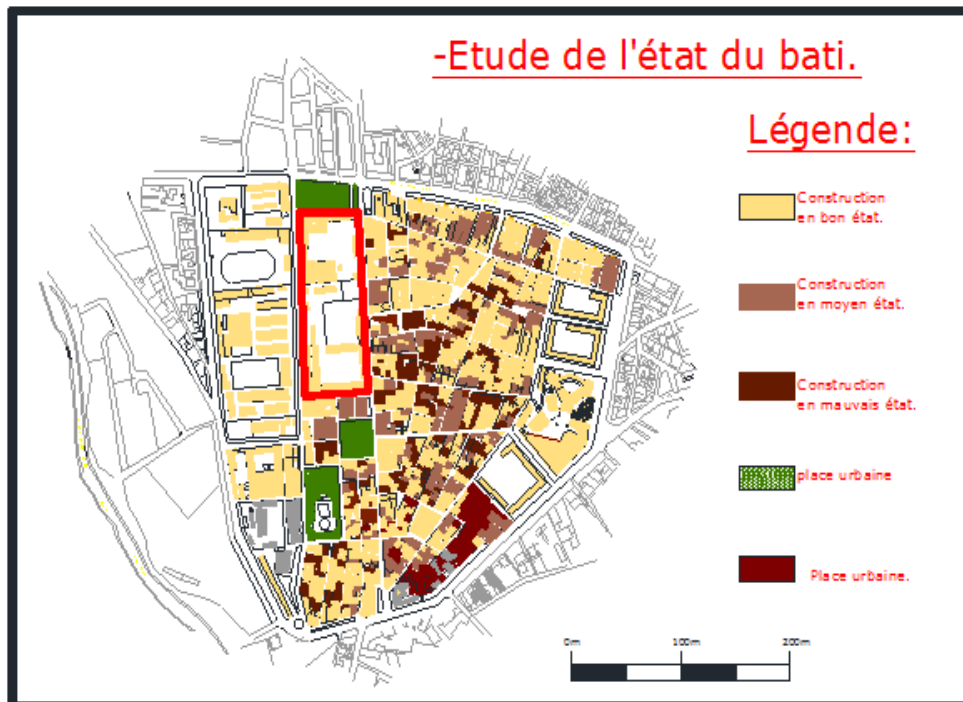 -Etude de l'état du bati.
Légende:
Construction
en bon état.
Construction
en moyen état.
Construction
en mauvais état.
place urbaine
Place urbaine.
0m 100m 200m